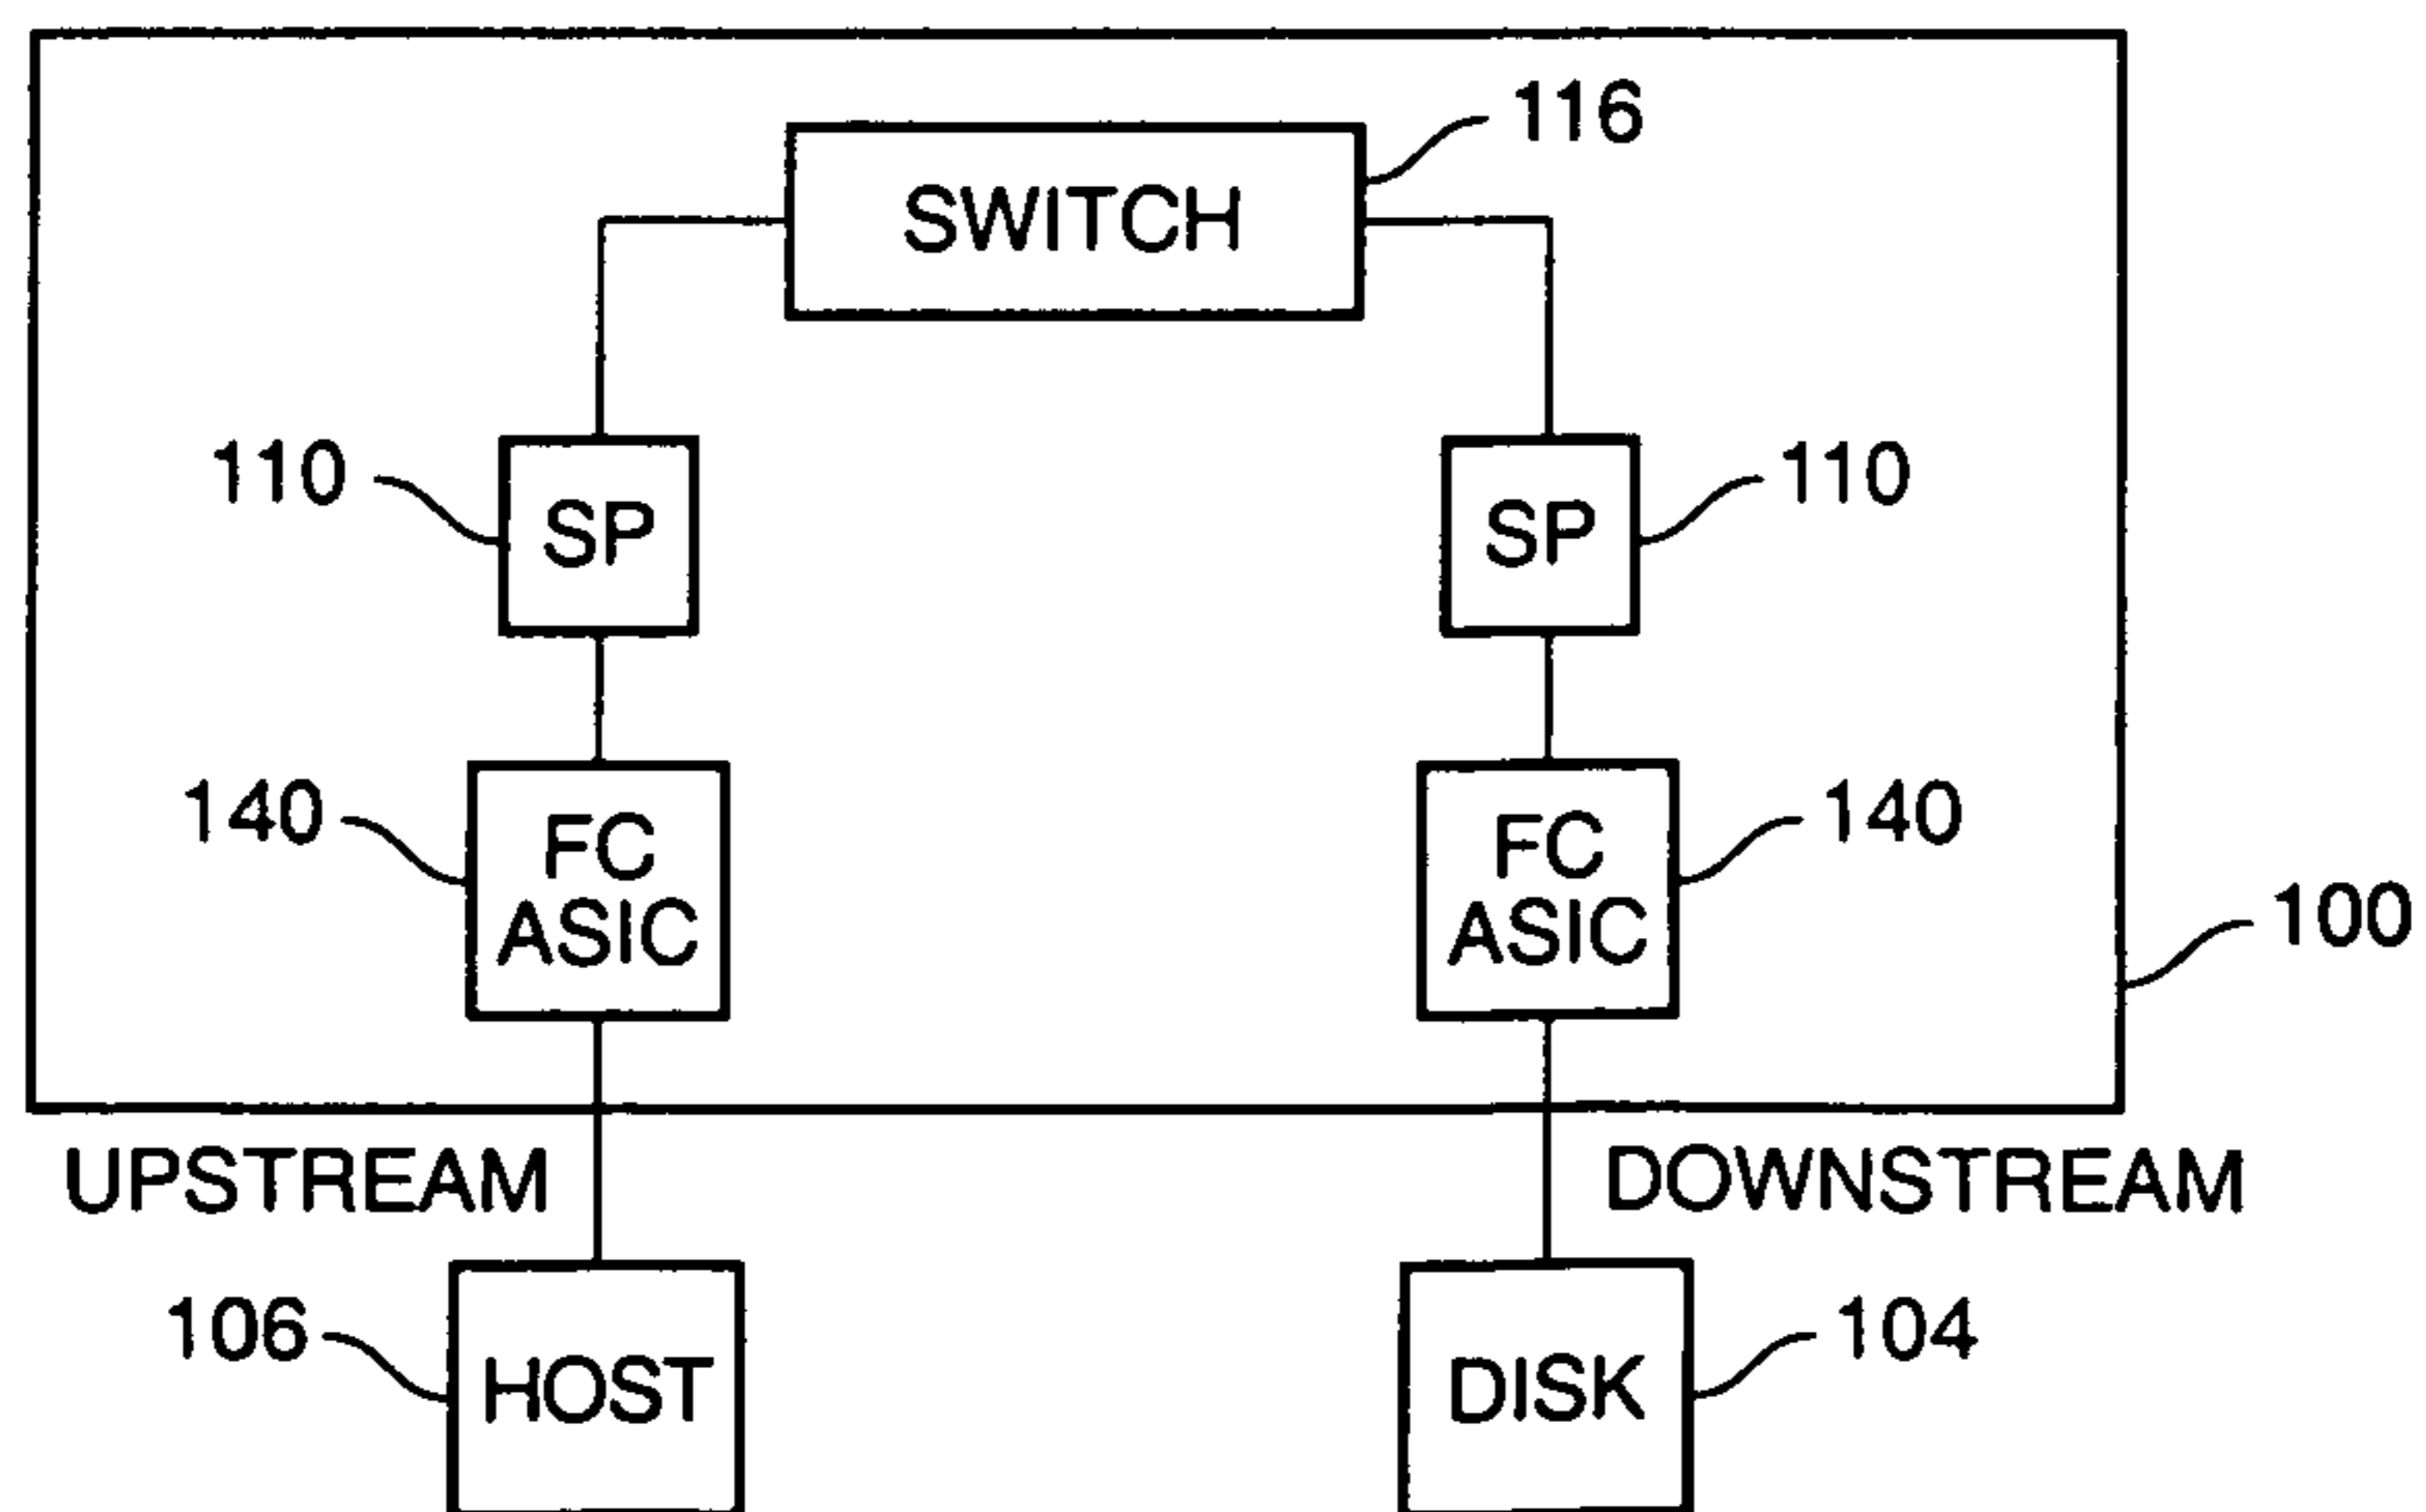 116
SWITCH
110
SP
SP
110
140
FC
ASIC
FC
ASIC
140
100
UPSTREAM
DOWNSTREAM
106
HOST
DISK
104